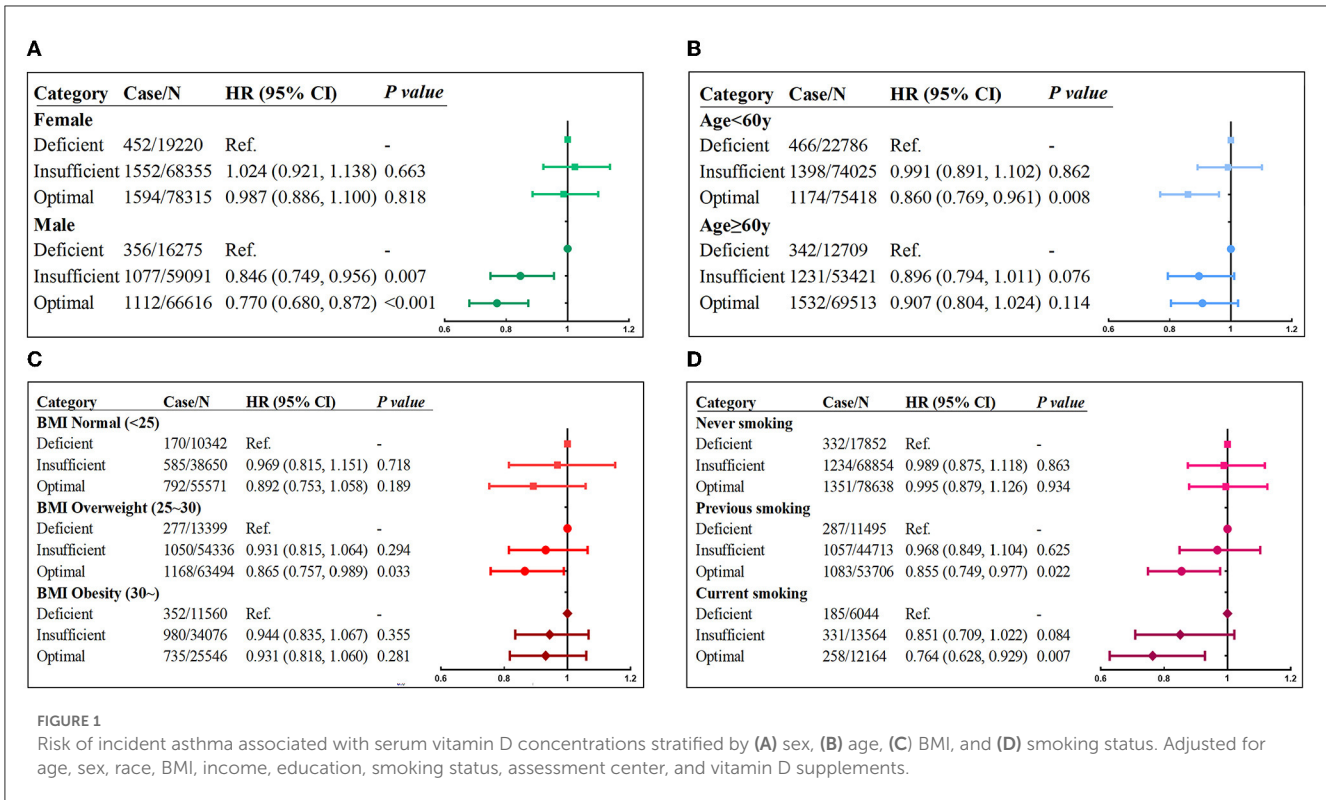 A
Category Case/N HR (95% CI) P value
Female
Deficient 452/19220 Ref. -
Insufficient 1552/68355 1.024 (0.921, 1.138) 0.663
Optimal 1594/78315 0.987 (0.886, 1.100) 0.818
Male
Deficient 356/16275 Ref. -
Insufficient 1077/59091 0.846 (0.749, 0.956) 0.007
Optimal 1112/66616 0.770 (0.680, 0.872) <0.001
0.6 0.8 1 1.2
B
Category Case/N HR (95% CI) P value
Age<60y
Deficient 466/22786 Ref. -
Insufficient 1398/74025 0.991 (0.891, 1.102) 0.862
Optimal 1174/75418 0.860 (0.769, 0.961) 0.008
Age≥60y
Deficient 342/12709 Ref. -
Insufficient 1231/53421 0.896 (0.794, 1.011) 0.076
Optimal 1532/69513 0.907 (0.804, 1.024) 0.114
0.6 0.8 1 1.2
C
Category Case/N HR (95% CI) P value
BMI Normal (<25)
Deficient 170/10342 Ref. -
Insufficient 585/38650 0.969 (0.815, 1.151) 0.718
Optimal 792/55571 0.892 (0.753, 1.058) 0.189
BMI Overweight (25~30)
Deficient 277/13399 Ref. -
Insufficient 1050/54336 0.931 (0.815, 1.064) 0.294
Optimal 1168/63494 0.865 (0.757, 0.989) 0.033
BMI Obesity (30~)
Deficient 352/11560 Ref. -
Insufficient 980/34076 0.944 (0.835, 1.067) 0.355
Optimal 735/25546 0.931 (0.818, 1.060) 0.281
0.6 0.8 1 1.2
D
Category Case/N HR (95% CI) P value
Never smoking
Deficient 332/17852 Ref. -
Insufficient 1234/68854 0.989 (0.875, 1.118) 0.863
Optimal 1351/78638 0.995 (0.879, 1.126) 0.934
Previous smoking
Deficient 287/11495 Ref. -
Insufficient 1057/44713 0.968 (0.849, 1.104) 0.625
Optimal 1083/53706 0.855 (0.749, 0.977) 0.022
Current smoking
Deficient 185/6044 Ref. -
Insufficient 331/13564 0.851 (0.709, 1.022) 0.084
Optimal 258/12164 0.764 (0.628, 0.929) 0.007
0.6 0.8 1 1.2
FIGURE 1
Risk of incident asthma associated with serum vitamin D concentrations stratified by (A) sex, (B) age, (C) BMI, and (D) smoking status. Adjusted for
age, sex, race, BMI, income, education, smoking status, assessment center, and vitamin D supplements.